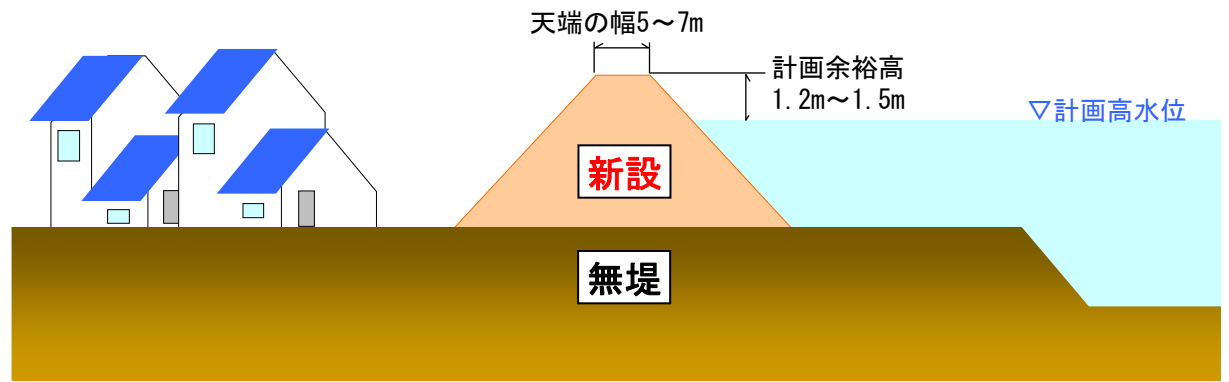 天端の幅5～7m
計画余裕高
1.2m～1.5m
▽計画高水位
新設
無堤